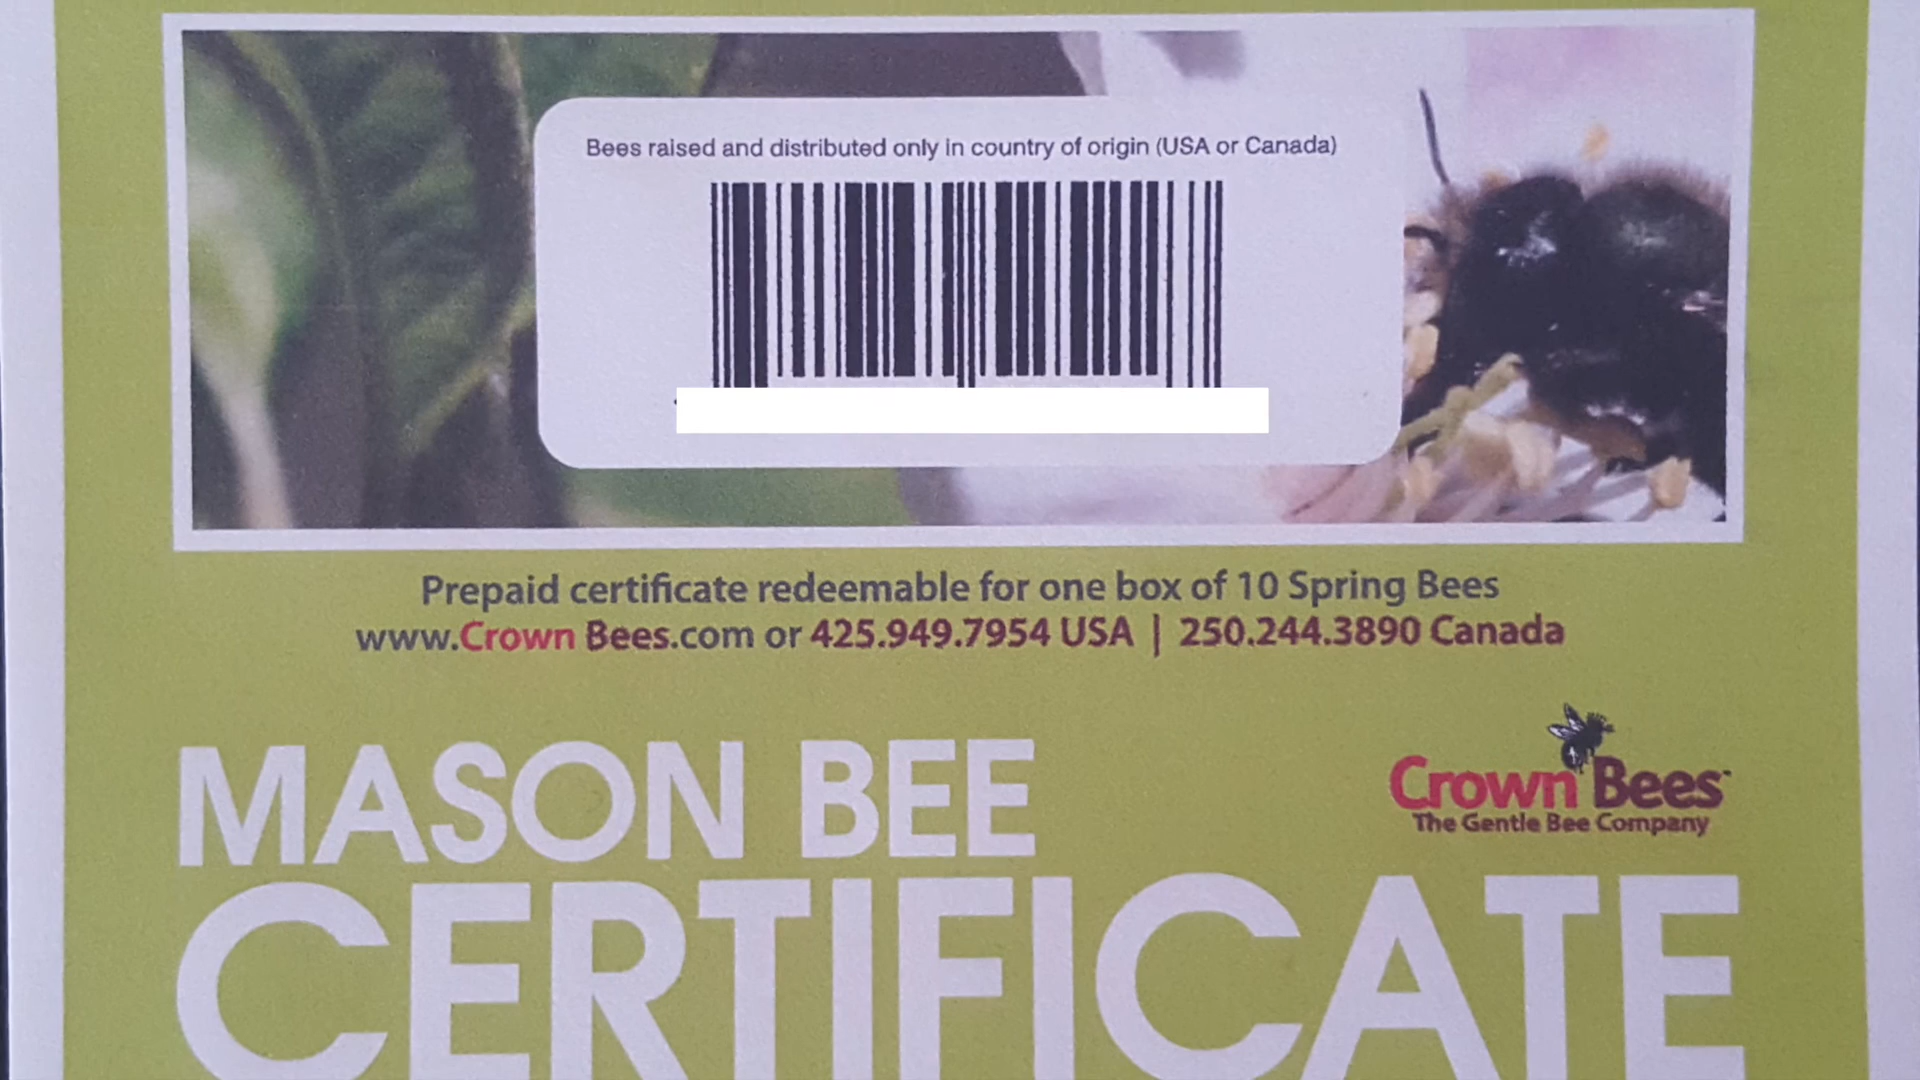 Bees raised and distributed only in country of origin (USA or Canada)
Prepaid certificate redeemable for one box of 10 Spring Bees
www.Crown Bees.com or 425.949.7954 USA | 250.244.3890 Canada
MASON BEE
Crown Bees™
The Gentle Bee Company
CERTIFICATE